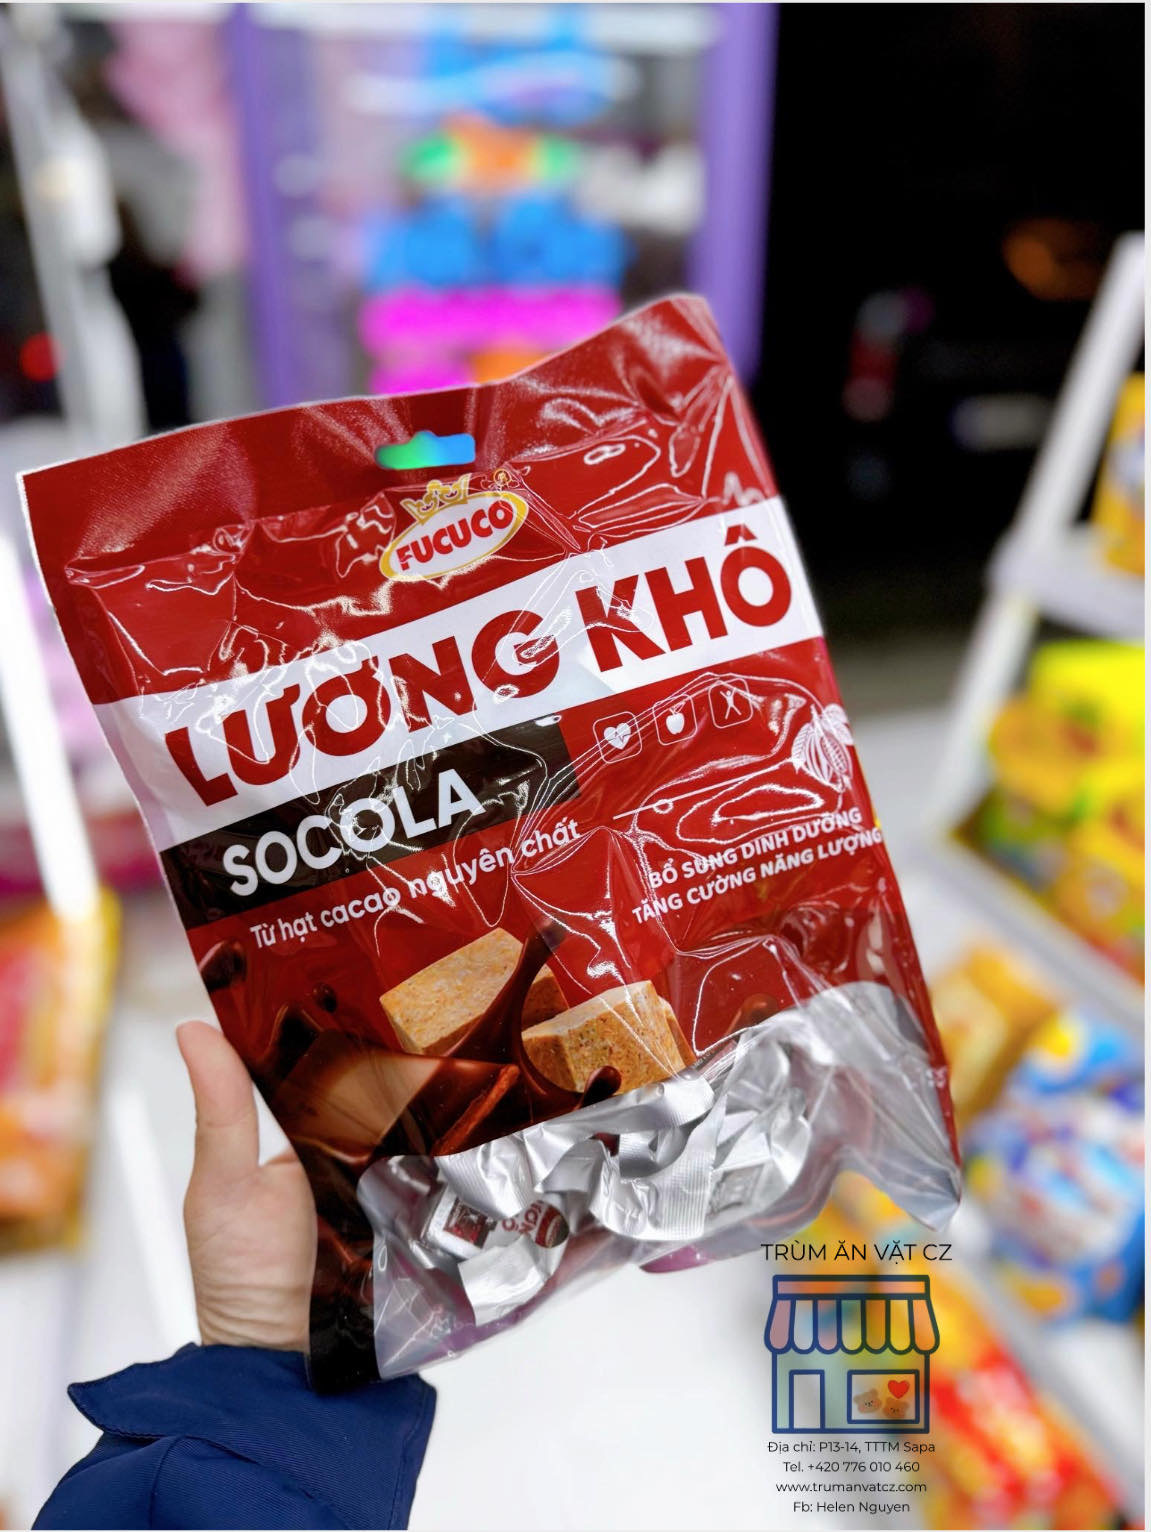 FUCUCO
LƯƠNG KHÔ
SOCOLA
Từ hạt cacao nguyên chất
BỔ SUNG DINH DƯỠNG
TĂNG CƯỜNG NĂNG LƯỢNG
TRÙM ĂN VẶT CZ
Địa chỉ: P13-14, TTTM Sapa
Tel. +420 776 010 460
www.trumanvatcz.com
Fb: Helen Nguyen